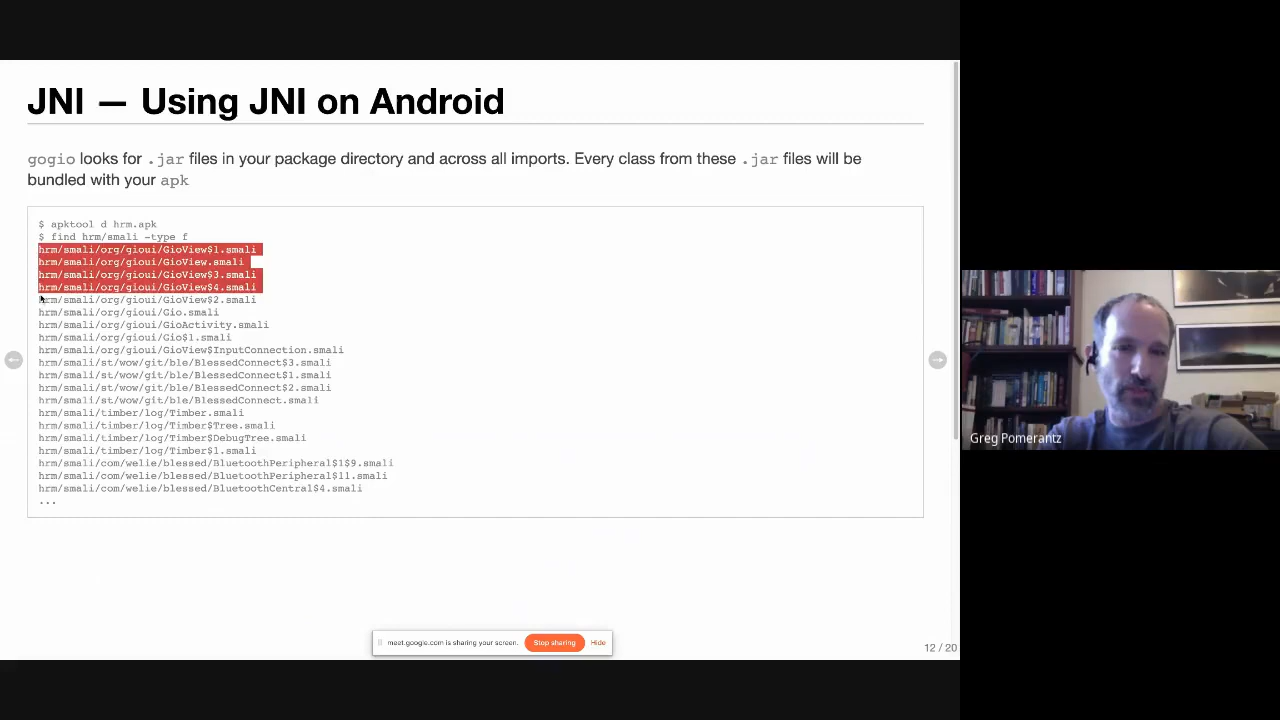 JNI — Using JNI on Android
gogio looks for .jar files in your package directory and across all imports. Every class from these .jar files will be
bundled with your apk
$ apktool d hrm.apk
$ find hrm/smali -type f
hrm/smali/org/gioui/GioView$1.smali
hrm/smali/org/gioui/GioView.smali
hrm/smali/org/gioui/GioView$3.smali
hrm/smali/org/gioui/GioView$4.smali
hrm/smali/org/gioui/GioView$2.smali
hrm/smali/org/gioui/Gio.smali
hrm/smali/org/gioui/GioActivity.smali
hrm/smali/org/gioui/Gio$1.smali
hrm/smali/org/gioui/GioView$InputConnection.smali
hrm/smali/st/wow/git/ble/BlessedConnect$3.smali
hrm/smali/st/wow/git/ble/BlessedConnect$1.smali
hrm/smali/st/wow/git/ble/BlessedConnect$2.smali
hrm/smali/st/wow/git/ble/BlessedConnect.smali
hrm/smali/timber/log/Timber.smali
hrm/smali/timber/log/Timber$Tree.smali
hrm/smali/timber/log/Timber$DebugTree.smali
hrm/smali/timber/log/Timber$1.smali
hrm/smali/com/welie/blessed/BluetoothPeripheral$1$9.smali
hrm/smali/com/welie/blessed/BluetoothPeripheral$11.smali
hrm/smali/com/welie/blessed/BluetoothCentral$4.smali
...
meet.google.com is sharing your screen. Stop sharing Hide
12 / 20
Greg Pomerantz